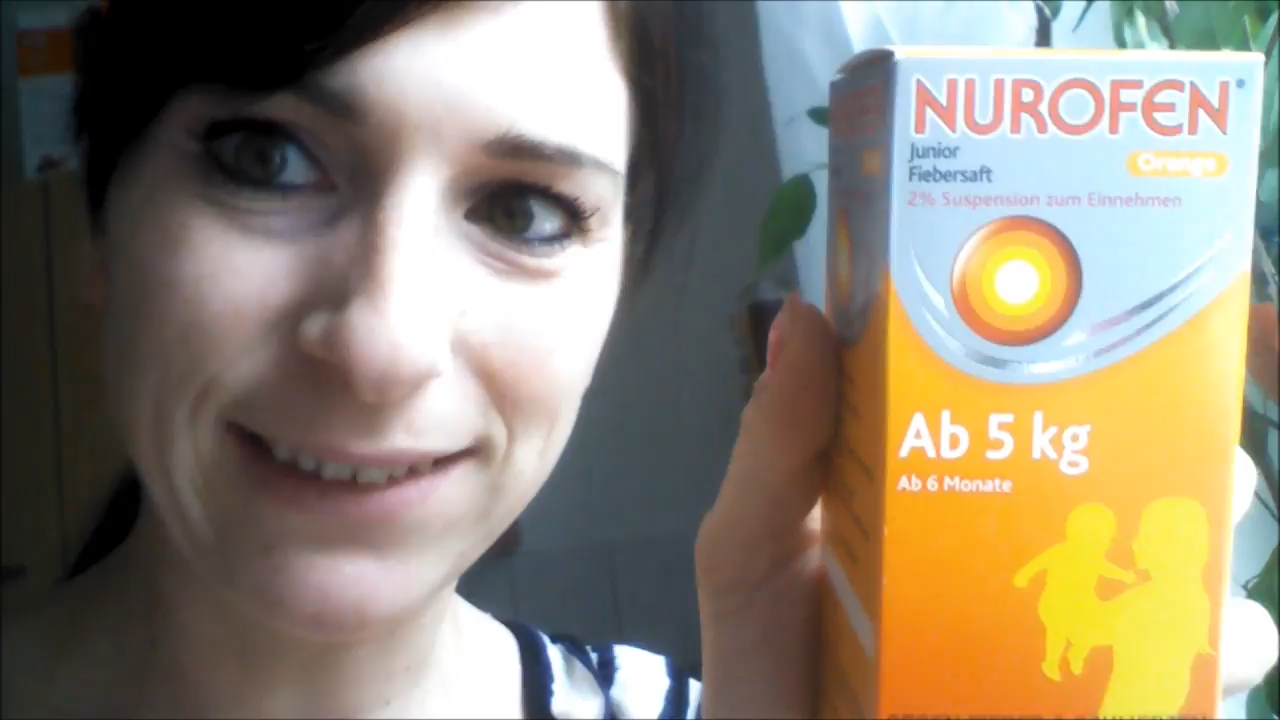 NUROFEN
Junior
Fiebersaft
Orange
2% Suspension zum Einnehmen
Ab 5 kg
Ab 6 Monate